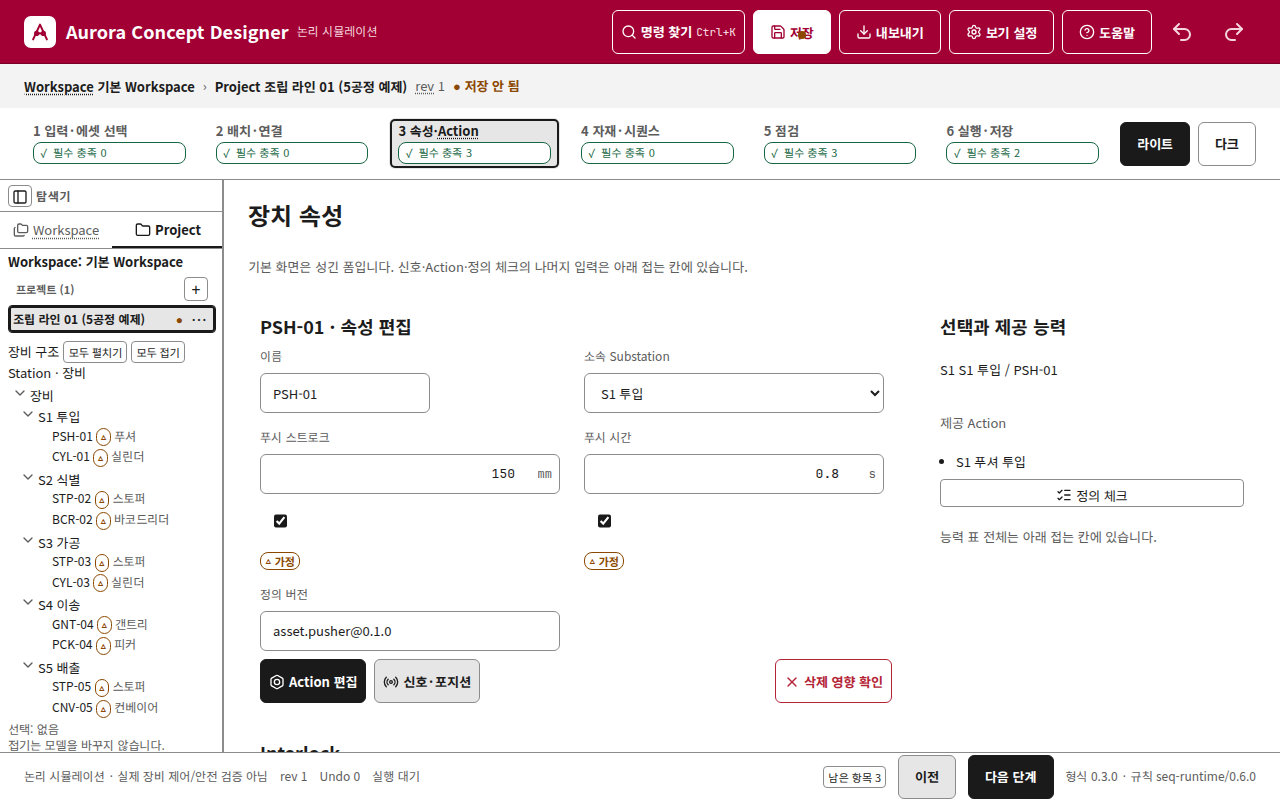 Aurora Concept Designer 논리 시뮬레이션 명령 찾기 Ctrl+K 저장 내보내기 보기 설정 도움말
Workspace 기본 Workspace › Project 조립 라인 01 (5공정 예제) rev 1 ● 저장 안 됨
1 입력·에셋 선택 2 배치·연결 3 속성·Action 4 자재·시퀀스 5 점검 6 실행·저장
✓ 필수 충족 0 ✓ 필수 충족 0 ✓ 필수 충족 3 ✓ 필수 충족 0 ✓ 필수 충족 3 ✓ 필수 충족 2
라이트 다크
탐색기
Workspace Project
Workspace: 기본 Workspace
프로젝트 (1) +
조립 라인 01 (5공정 예제) ● ···
장비 구조 모두 펼치기 모두 접기
Station · 장비
장비
S1 투입
PSH-01 푸셔
CYL-01 실린더
S2 식별
STP-02 스토퍼
BCR-02 바코드리더
S3 가공
STP-03 스토퍼
CYL-03 실린더
S4 이송
GNT-04 갠트리
PCK-04 피커
S5 배출
STP-05 스토퍼
CNV-05 컨베이어
선택: 없음
접기는 모델을 바꾸지 않습니다.
장치 속성
기본 화면은 성긴 폼입니다. 신호·Action·정의 체크의 나머지 입력은 아래 접는 칸에 있습니다.
PSH-01 · 속성 편집
이름 소속 Substation
PSH-01 S1 투입
푸시 스트로크 푸시 시간
150 mm 0.8 s
가정 가정
정의 버전
asset.pusher@0.1.0
Action 편집 신호·포지션 삭제 영향 확인
Interlock
선택과 제공 능력
S1 S1 투입 / PSH-01
제공 Action
• S1 푸셔 투입
정의 체크
능력 표 전체는 아래 접는 칸에 있습니다.
논리 시뮬레이션 · 실제 장비 제어/안전 검증 아님 rev 1 Undo 0 실행 대기 남은 항목 3 이전 다음 단계 형식 0.3.0 · 규칙 seq-runtime/0.6.0